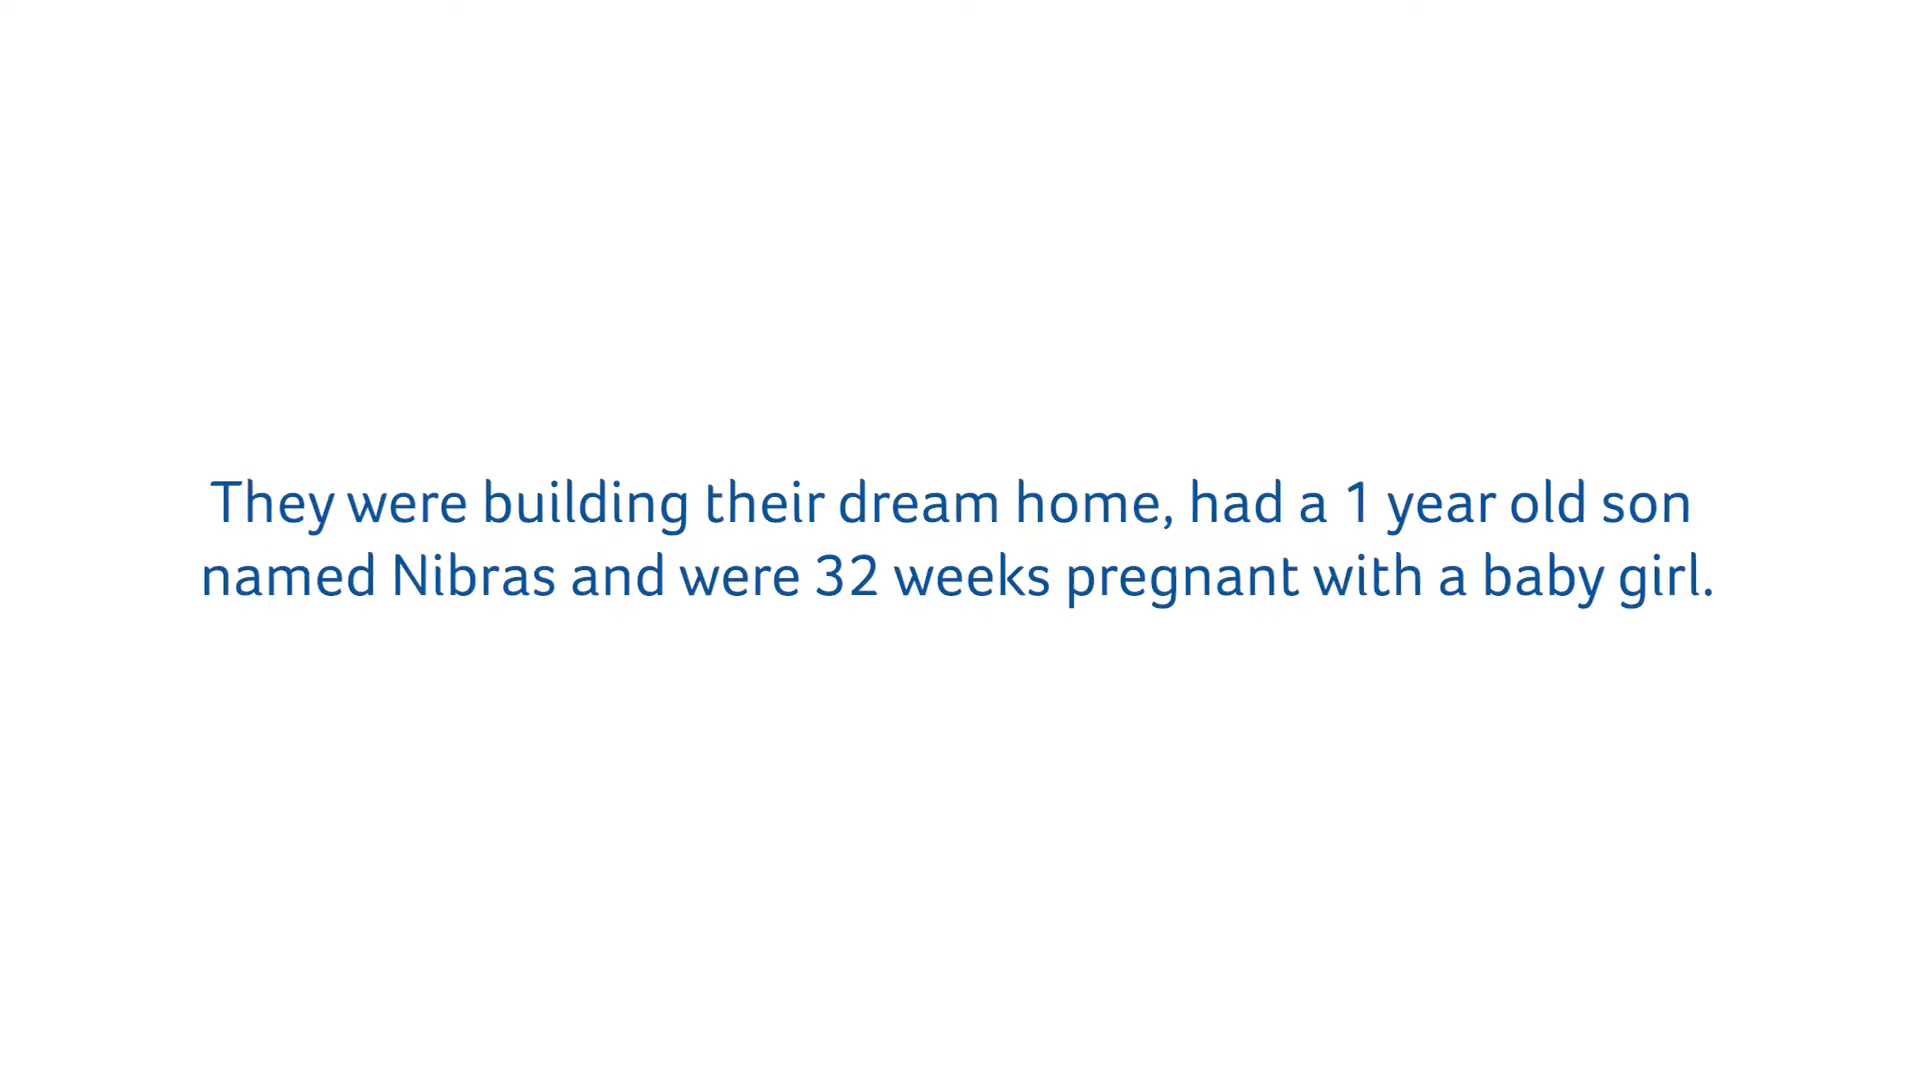 They were building their dream home, had a 1 year old son
named Nibras and were 32 weeks pregnant with a baby girl.